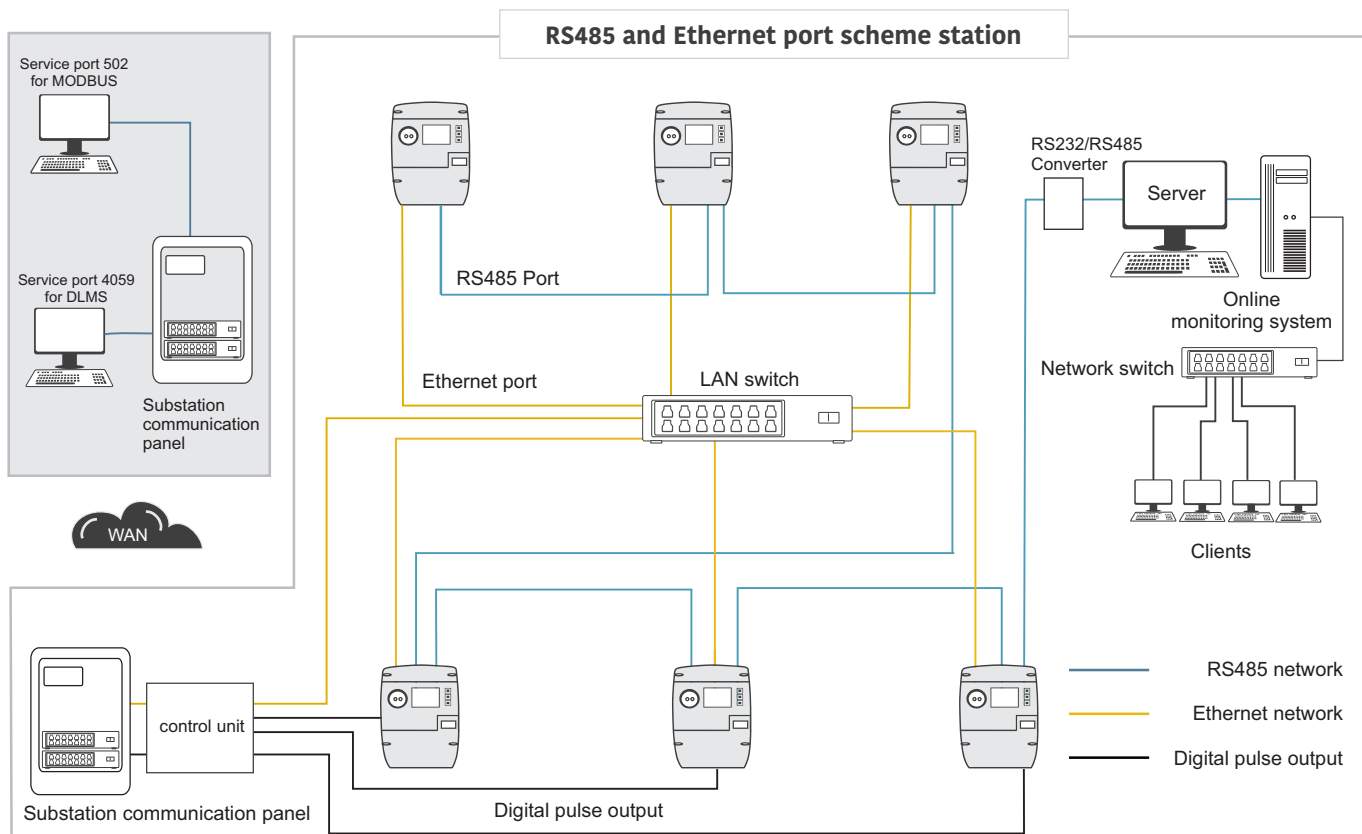 RS485 and Ethernet port scheme station
Service port 502
for MODBUS
Service port 4059
for DLMS
Substation
communication
panel
WAN
RS485 Port
Ethernet port
LAN switch
RS232/RS485
Converter
Server
Online
monitoring system
Network switch
Clients
control unit
Substation communication panel
Digital pulse output
RS485 network
Ethernet network
Digital pulse output